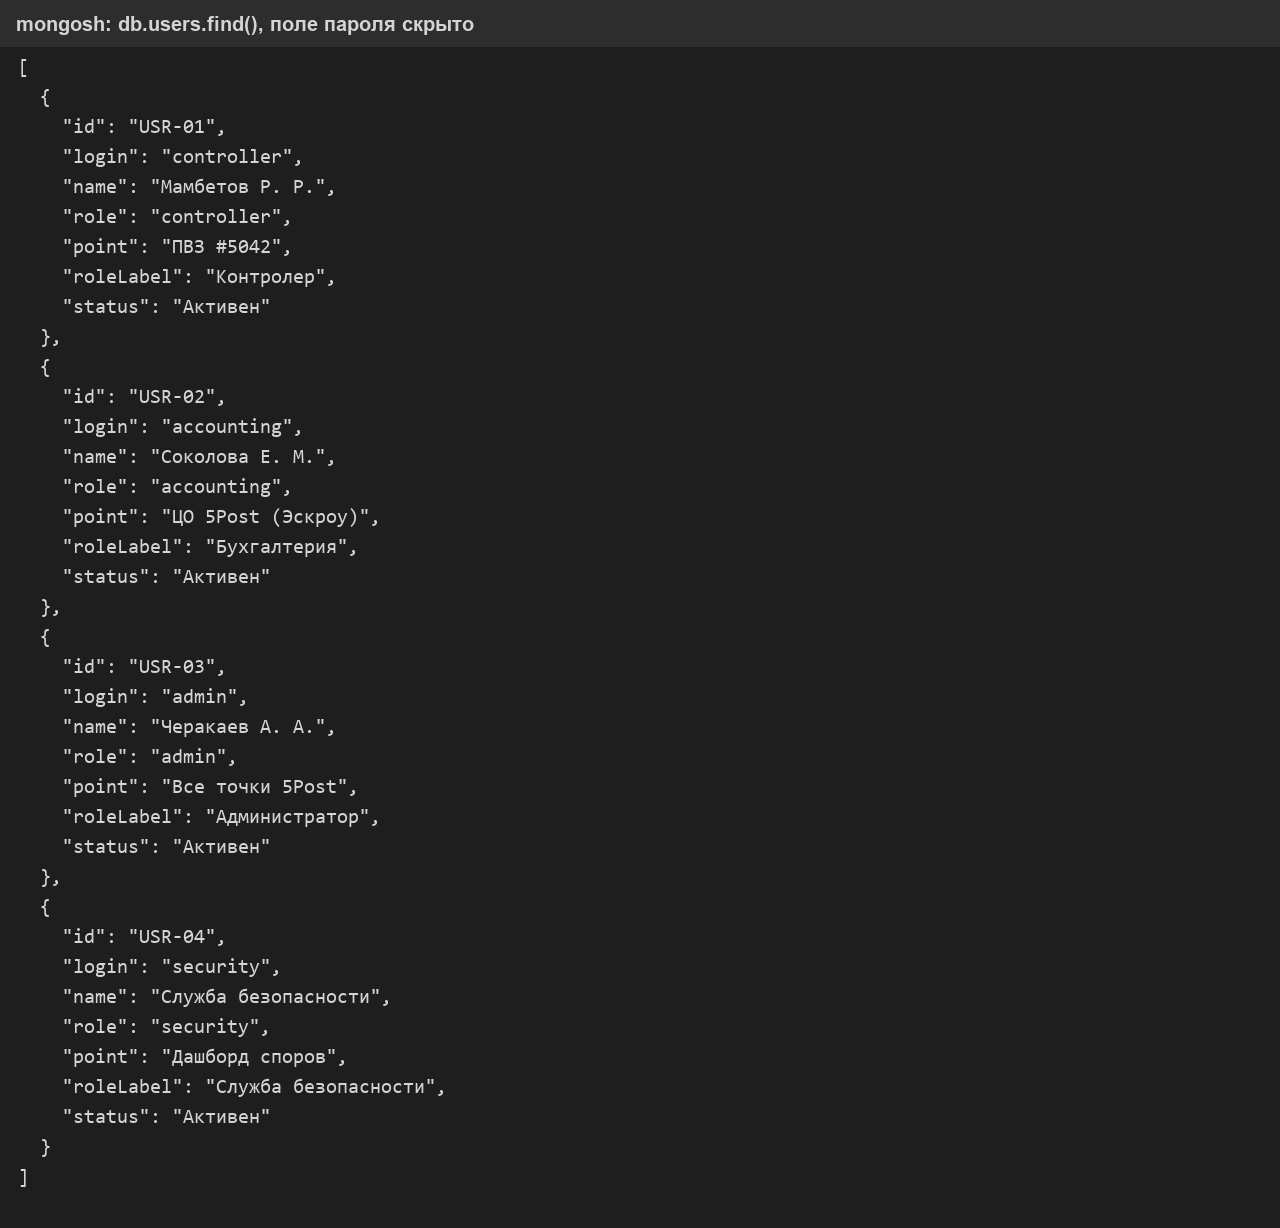 mongosh: db.users.find(), поле пароля скрыто
[
  {
    "id": "USR-01",
    "login": "controller",
    "name": "Мамбетов Р. Р.",
    "role": "controller",
    "point": "ПВЗ #5042",
    "roleLabel": "Контролер",
    "status": "Активен"
  },
  {
    "id": "USR-02",
    "login": "accounting",
    "name": "Соколова Е. М.",
    "role": "accounting",
    "point": "ЦО 5Post (Эскроу)",
    "roleLabel": "Бухгалтерия",
    "status": "Активен"
  },
  {
    "id": "USR-03",
    "login": "admin",
    "name": "Черакаев А. А.",
    "role": "admin",
    "point": "Все точки 5Post",
    "roleLabel": "Администратор",
    "status": "Активен"
  },
  {
    "id": "USR-04",
    "login": "security",
    "name": "Служба безопасности",
    "role": "security",
    "point": "Дашборд споров",
    "roleLabel": "Служба безопасности",
    "status": "Активен"
  }
]